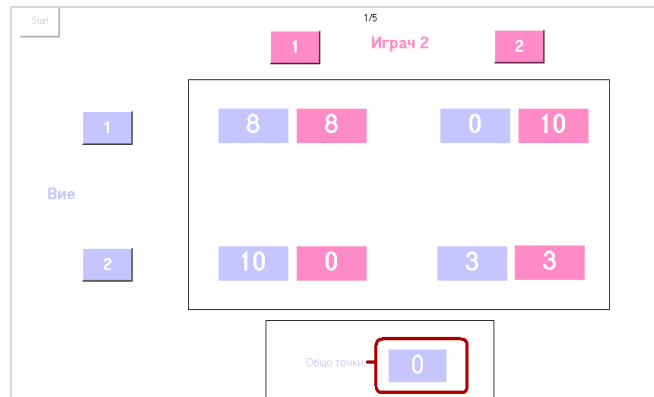 Start
1/5
1 Играч 2 2
1 8 8 0 10
Вие
2 10 0 3 3
Общо точки 0